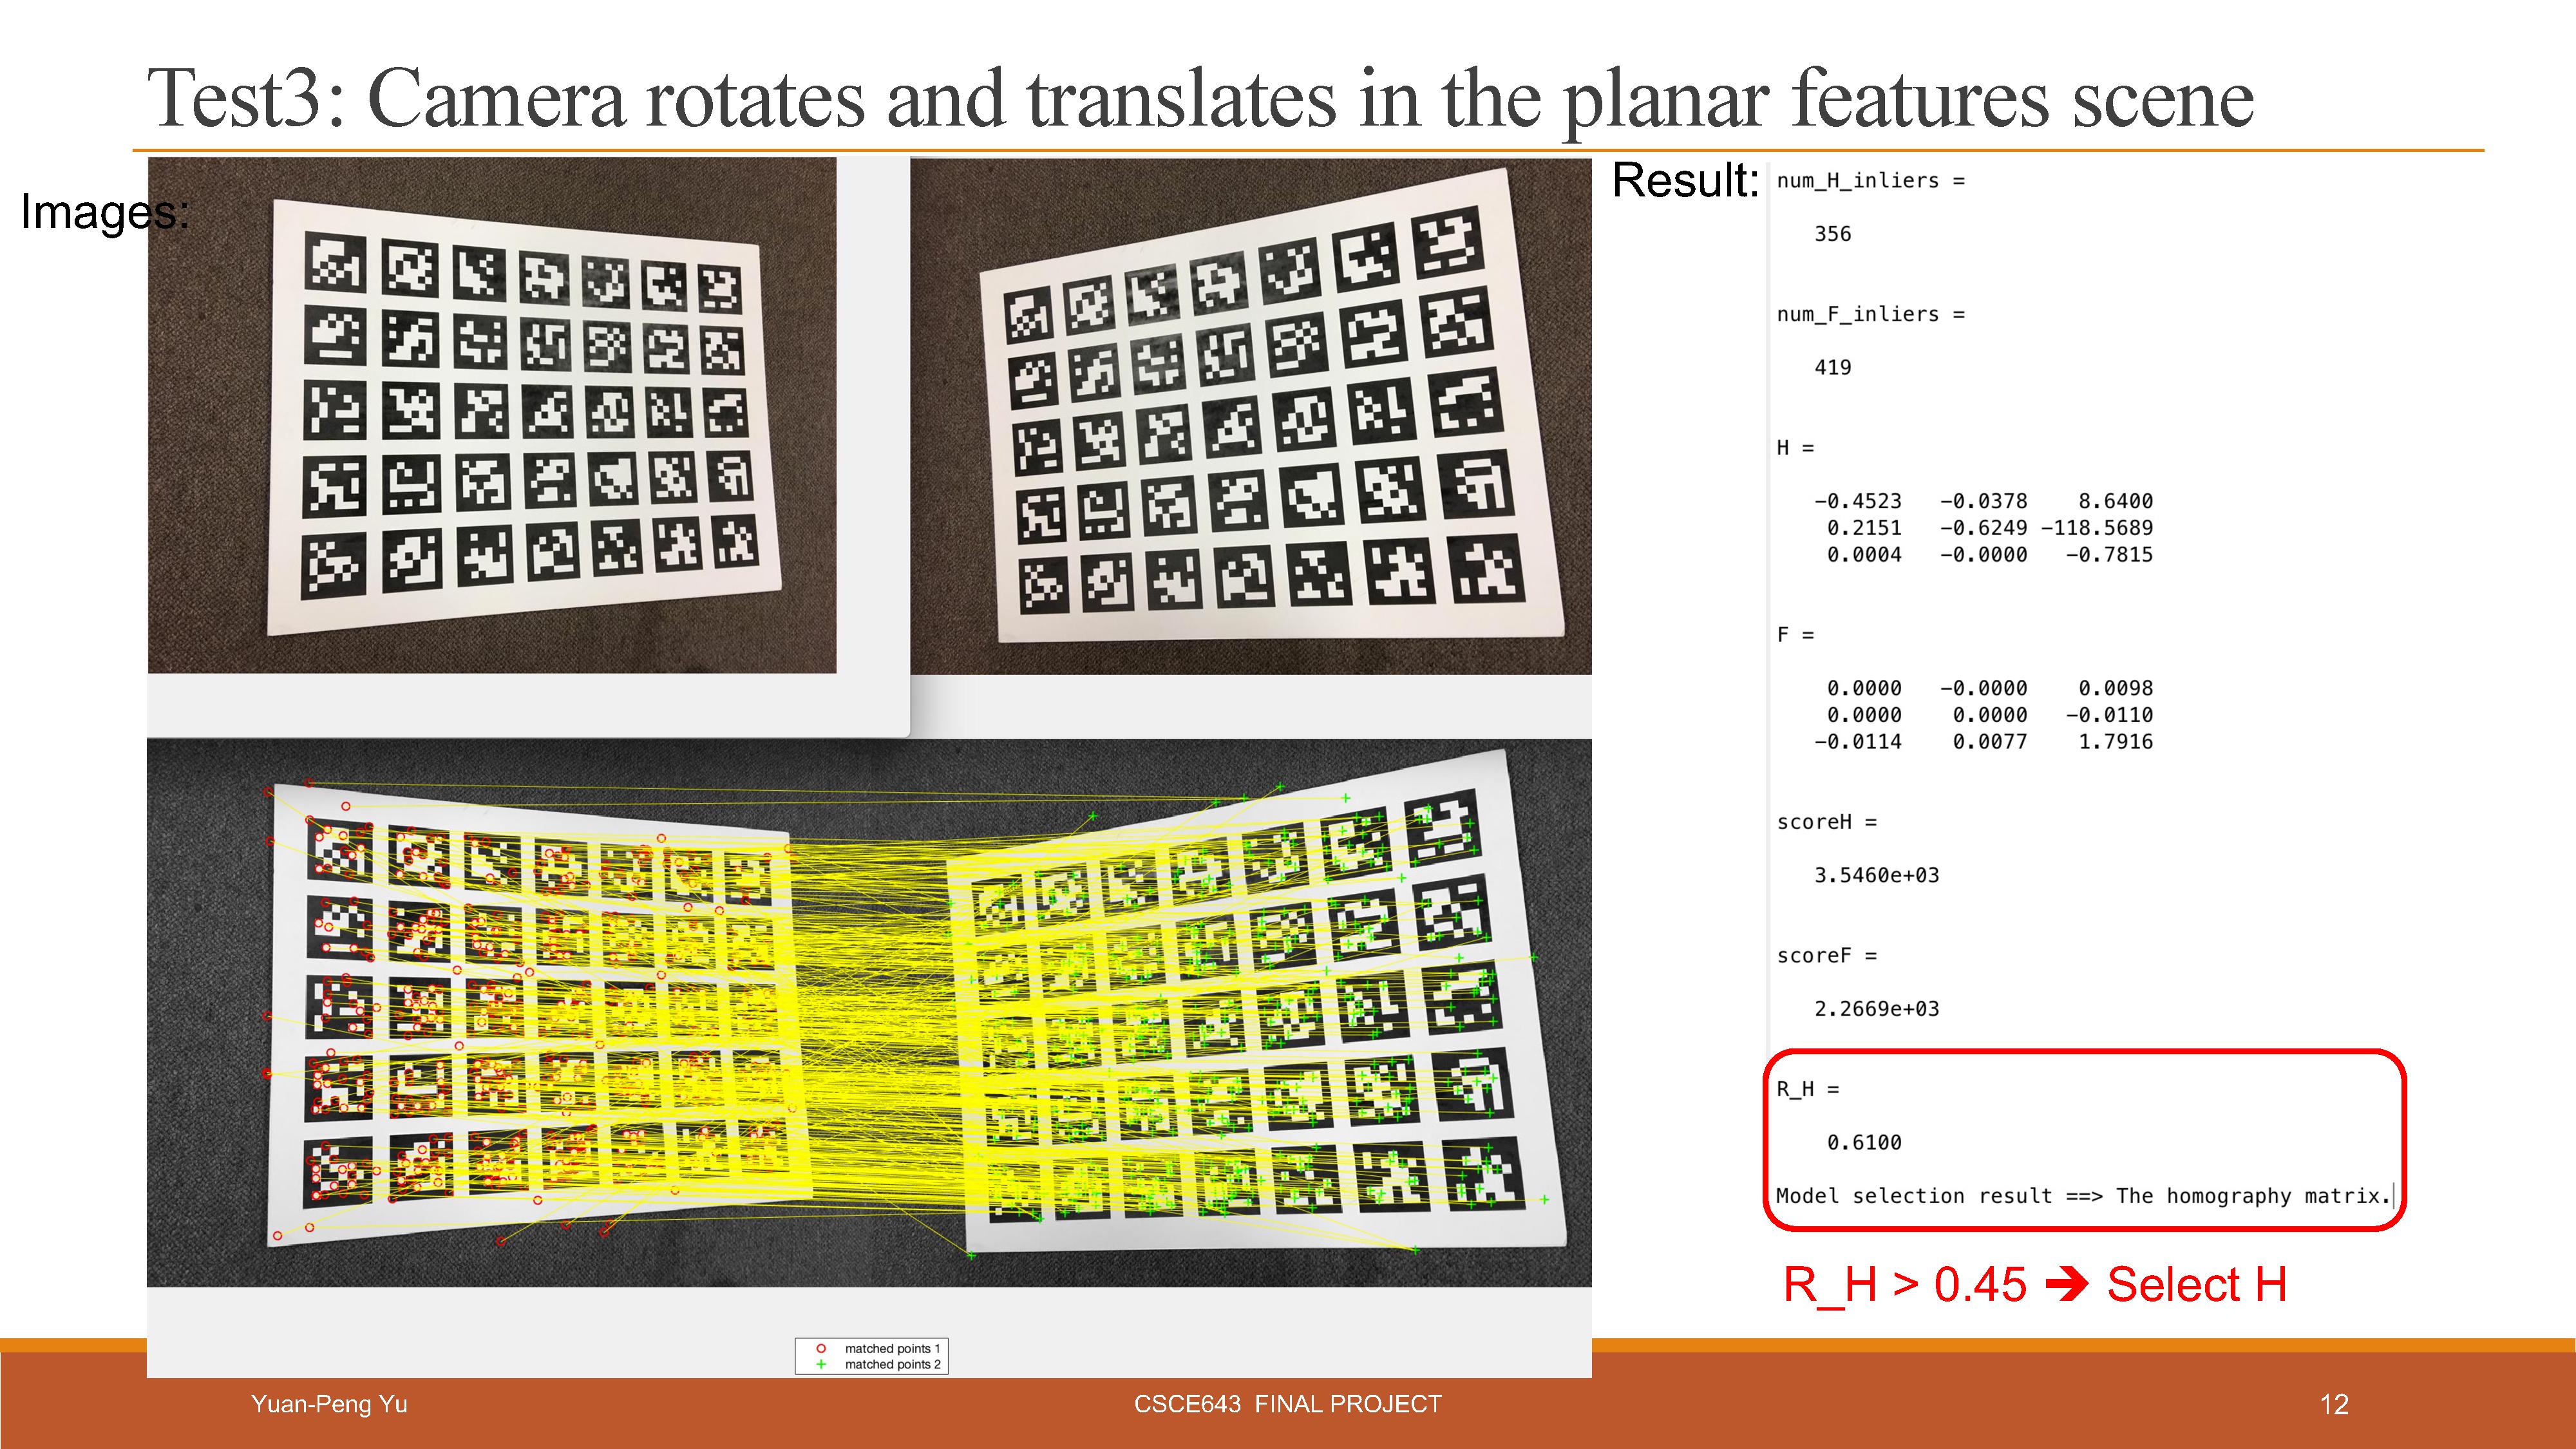 Test3: Camera rotates and translates in the planar features scene
Images:
Result:
num_H_inliers =
356
num_F_inliers =
419
H =
-0.4523 -0.0378 8.6400
0.2151 -0.6249 -118.5689
0.0004 -0.0000 -0.7815
F =
0.0000 -0.0000 0.0098
0.0000 0.0000 -0.0110
-0.0114 0.0077 1.7916
scoreH =
3.5460e+03
scoreF =
2.2669e+03
R_H =
0.6100
Model selection result ==> The homography matrix.
R_H > 0.45 ➔ Select H
matched points 1
matched points 2
Yuan-Peng Yu
CSCE643 FINAL PROJECT
12